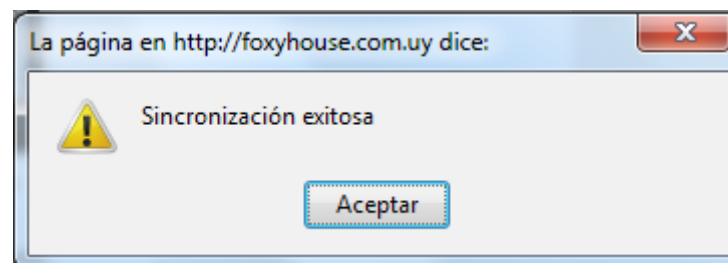 La página en http://foxyhouse.com.uy dice:
Sincronización exitosa
Aceptar